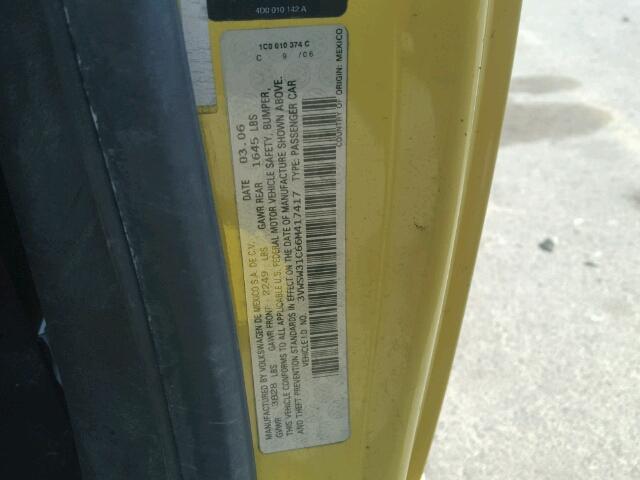 4D0 010 142 A
1C0 010 374 C
C 9 /06
MANUFACTURED BY VOLKSWAGEN DE MEXICO S.A. DE C.V. DATE 03.06
GVWR 3828 LBS GAWR FRONT 2249 LBS GAWR REAR 1645 LBS
THIS VEHICLE CONFORMS TO ALL APPLICABLE U.S. FEDERAL MOTOR VEHICLE SAFETY, BUMPER,
AND THEFT PREVENTION STANDARDS IN EFFECT ON THE DATE OF MANUFACTURE SHOWN ABOVE.
VEHICLE I.D. NO. 3VWSW31C66M417417 TYPE: PASSENGER CAR
COUNTRY OF ORIGIN: MEXICO